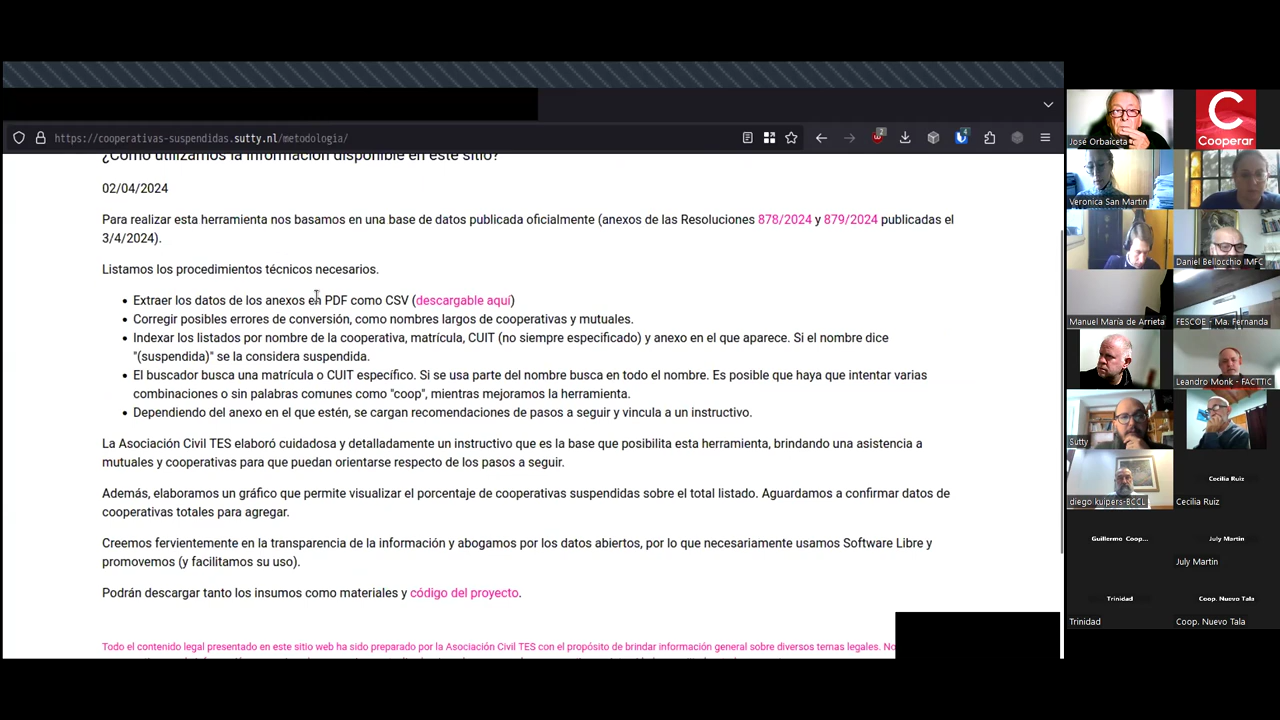 https://cooperativas-suspendidas.sutty.nl/metodologia/
2
4
¿Cómo utilizamos la información disponible en este sitio?
02/04/2024
Para realizar esta herramienta nos basamos en una base de datos publicada oficialmente (anexos de las Resoluciones 878/2024 y 879/2024 publicadas el
3/4/2024).
Listamos los procedimientos técnicos necesarios.
• Extraer los datos de los anexos en PDF como CSV (descargable aquí)
• Corregir posibles errores de conversión, como nombres largos de cooperativas y mutuales.
• Indexar los listados por nombre de la cooperativa, matrícula, CUIT (no siempre especificado) y anexo en el que aparece. Si el nombre dice
"(suspendida)" se la considera suspendida.
• El buscador busca una matrícula o CUIT específico. Si se usa parte del nombre busca en todo el nombre. Es posible que haya que intentar varias
combinaciones o sin palabras comunes como "coop", mientras mejoramos la herramienta.
• Dependiendo del anexo en el que estén, se cargan recomendaciones de pasos a seguir y vincula a un instructivo.
La Asociación Civil TES elaboró cuidadosa y detalladamente un instructivo que es la base que posibilita esta herramienta, brindando una asistencia a
mutuales y cooperativas para que puedan orientarse respecto de los pasos a seguir.
Además, elaboramos un gráfico que permite visualizar el porcentaje de cooperativas suspendidas sobre el total listado. Aguardamos a confirmar datos de
cooperativas totales para agregar.
Creemos fervientemente en la transparencia de la información y abogamos por los datos abiertos, por lo que necesariamente usamos Software Libre y
promovemos (y facilitamos su uso).
Podrán descargar tanto los insumos como materiales y código del proyecto.
Todo el contenido legal presentado en este sitio web ha sido preparado por la Asociación Civil TES con el propósito de brindar información general sobre diversos temas legales. No
José Orbaiceta
C
Cooperar
Veronica San Martin
Daniel Bellocchio IMFC
Manuel María de Arrieta
FESCOE - Ma. Fernanda
Leandro Monk - FACTTIC
Sutty
diego kuipers-BCCL
Cecilia Ruiz
Cecilia Ruiz
Guillermo Coop...
July Martin
July Martin
Trinidad
Trinidad
Coop. Nuevo Tala
Coop. Nuevo Tala